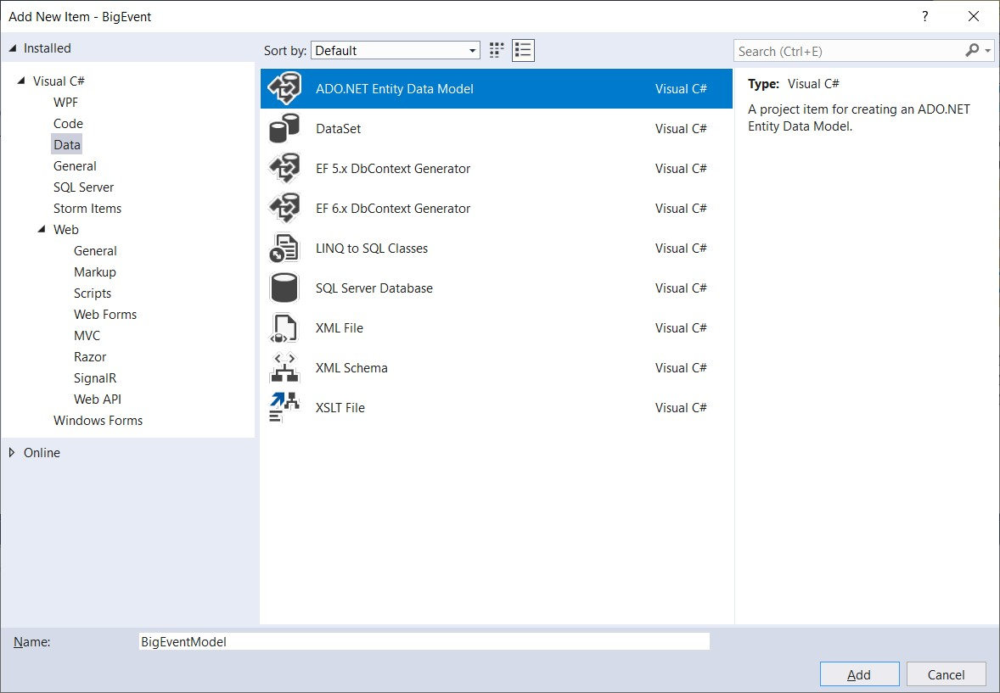 Add New Item - BigEvent
?
Installed
Sort by: Default
Search (Ctrl+E)
Visual C#
WPF
Code
Data
General
SQL Server
Storm Items
Web
General
Markup
Scripts
Web Forms
MVC
Razor
SignalR
Web API
Windows Forms
Online
ADO.NET Entity Data Model Visual C#
DataSet Visual C#
EF 5.x DbContext Generator Visual C#
EF 6.x DbContext Generator Visual C#
LINQ to SQL Classes Visual C#
SQL Server Database Visual C#
XML File Visual C#
XML Schema Visual C#
XSLT File Visual C#
Type: Visual C#
A project item for creating an ADO.NET
Entity Data Model.
Name: BigEventModel
Add Cancel